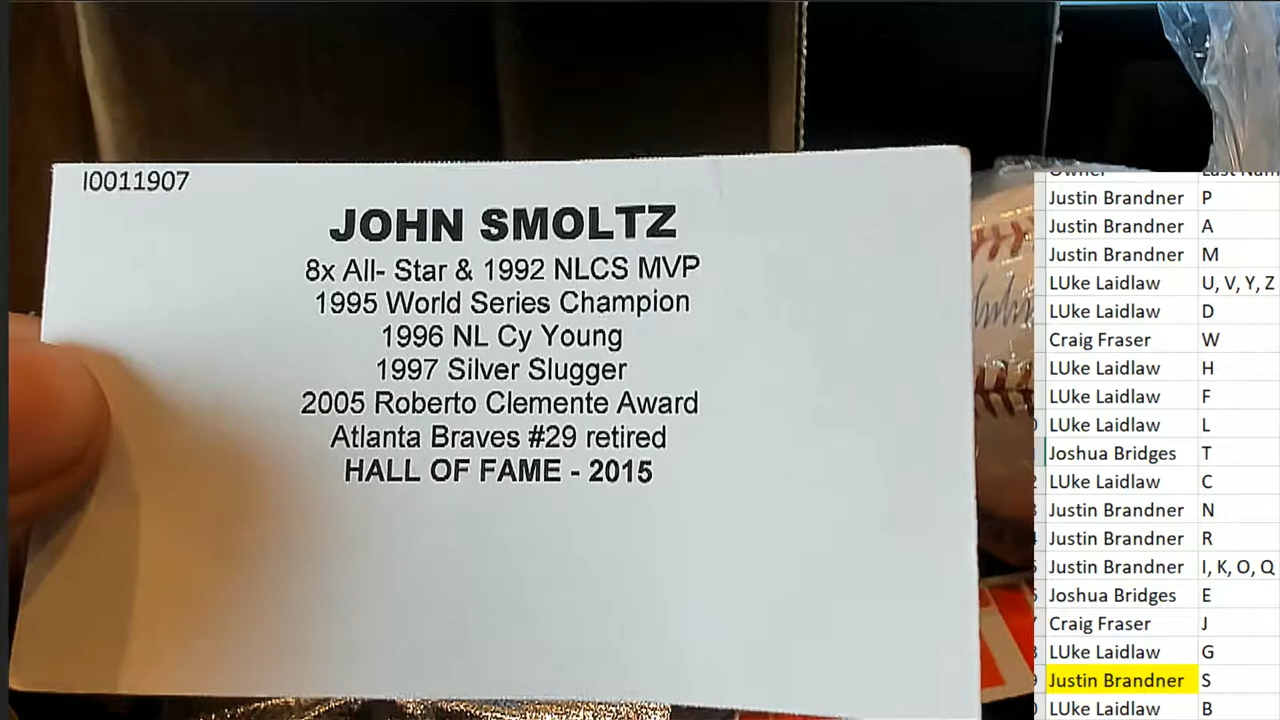 I0011907
JOHN SMOLTZ
8x All- Star & 1992 NLCS MVP
1995 World Series Champion
1996 NL Cy Young
1997 Silver Slugger
2005 Roberto Clemente Award
Atlanta Braves #29 retired
HALL OF FAME - 2015
Owner Last Name
Justin Brandner P
Justin Brandner A
Justin Brandner M
LUke Laidlaw U, V, Y, Z
LUke Laidlaw D
Craig Fraser W
LUke Laidlaw H
LUke Laidlaw F
LUke Laidlaw L
Joshua Bridges T
LUke Laidlaw C
Justin Brandner N
Justin Brandner R
Justin Brandner I, K, O, Q
Joshua Bridges E
Craig Fraser J
LUke Laidlaw G
Justin Brandner S
LUke Laidlaw B